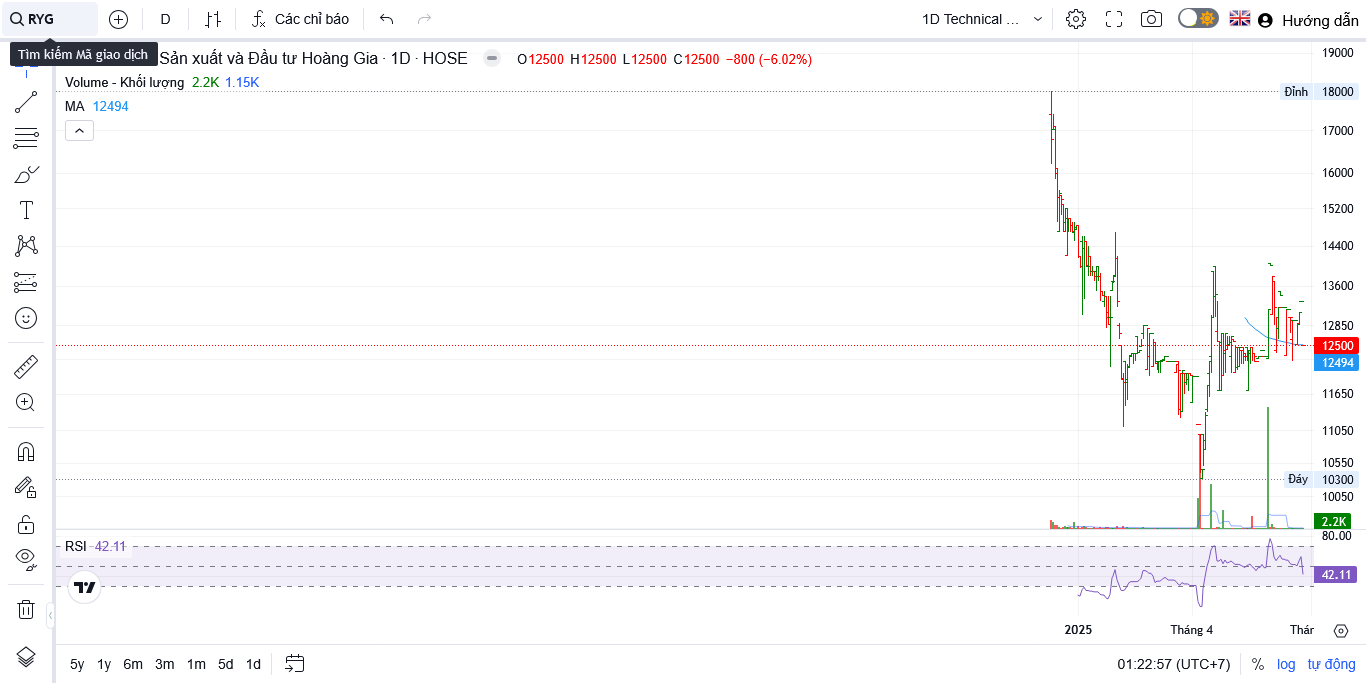 RYG D Các chỉ báo 1D Technical ... Hướng dẫn
Tìm kiếm Mã giao dịch
Sản xuất và Đầu tư Hoàng Gia · 1D · HOSE O12500 H12500 L12500 C12500 −800 (−6.02%)
Volume - Khối lượng 2.2K 1.15K
MA 12494
19000
Đỉnh 18000
17000
16000
15200
14400
13600
12850
12500
12494
11650
11050
10550
Đáy 10300
10050
2.2K
80.00
RSI 42.11
42.11
2025 Tháng 4 Thár
5y 1y 6m 3m 1m 5d 1d 01:22:57 (UTC+7) % log tự động